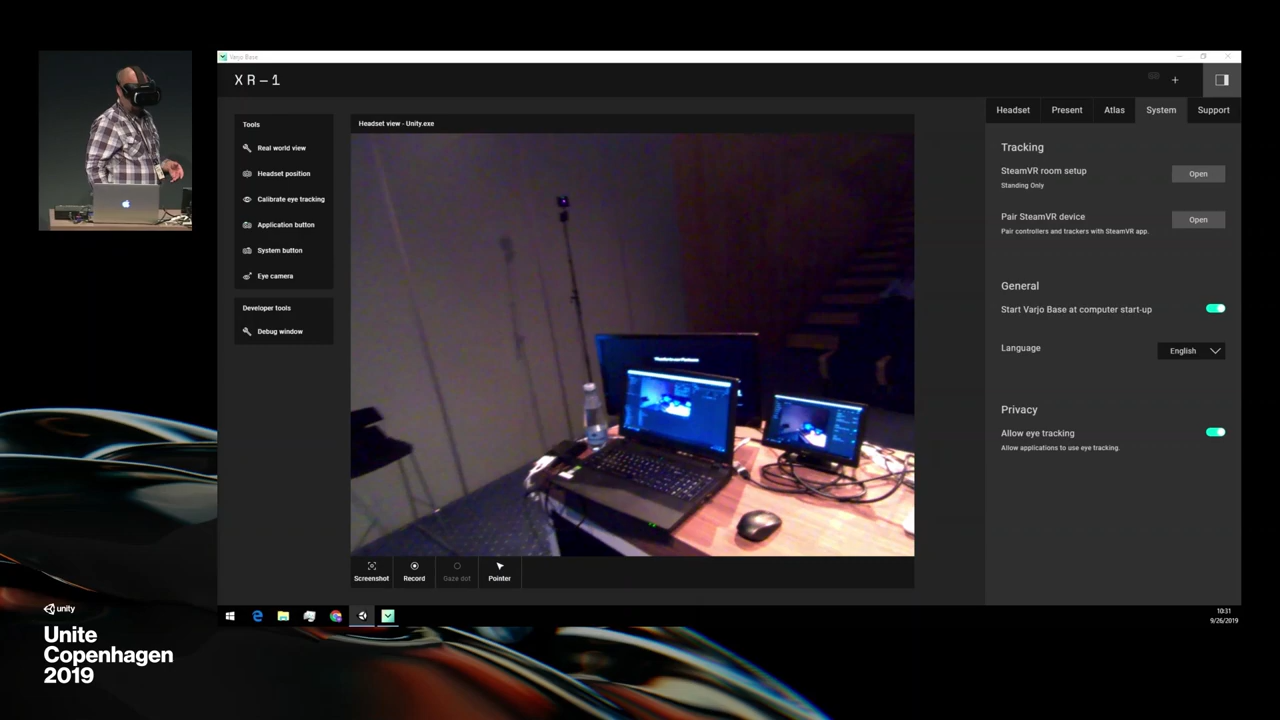 Varjo Base
XR-1
Headset
Present
Atlas
System
Support
Tools
Real world view
Headset position
Calibrate eye tracking
Application button
System button
Eye camera
Developer tools
Debug window
Headset view - Unity.exe
Screenshot
Record
Gaze dot
Pointer
Tracking
SteamVR room setup
Open
Standing Only
Pair SteamVR device
Open
Pair controllers and trackers with SteamVR app.
General
Start Varjo Base at computer start-up
Language
English
Privacy
Allow eye tracking
Allow applications to use eye tracking.
10:31
9/26/2019
unity
Unite
Copenhagen
2019